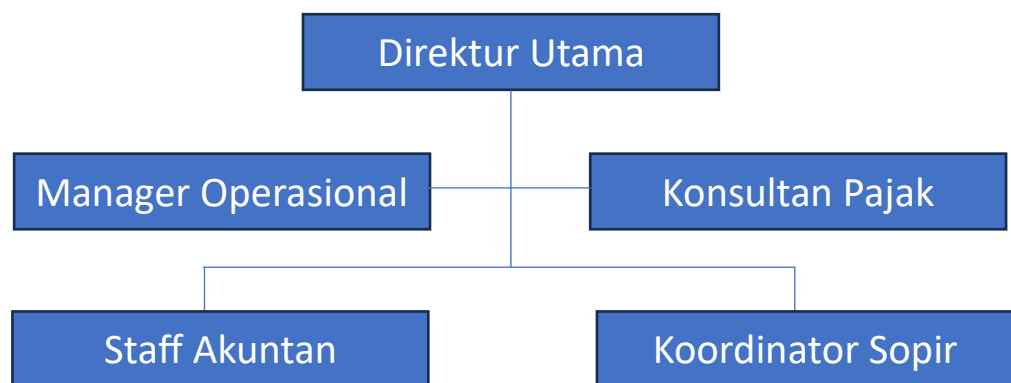 Direktur Utama
Manager Operasional
Konsultan Pajak
Staff Akuntan
Koordinator Sopir